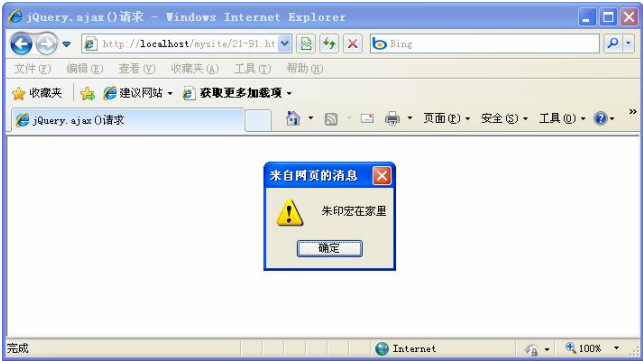 jQuery.ajax()请求 - Windows Internet Explorer
http://localhost/mysite/21-91.ht
Bing
文件(F) 编辑(E) 查看(V) 收藏夹(A) 工具(T) 帮助(H)
收藏夹 建议网站 获取更多加载项
jQuery.ajax()请求 页面(P) 安全(S) 工具(O) »
来自网页的消息
朱印宏在家里
确定
完成 Internet 100%